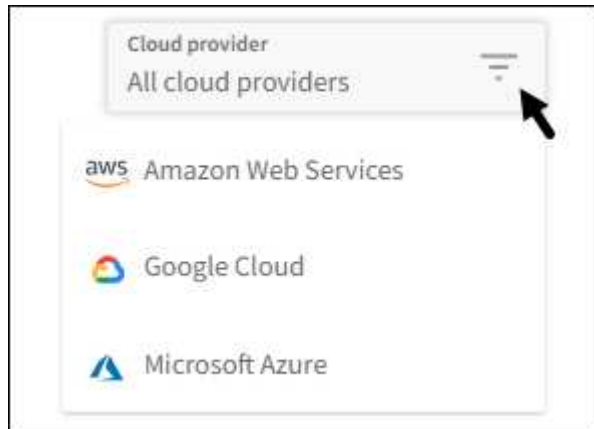 Cloud provider
All cloud providers
aws Amazon Web Services
Google Cloud
Microsoft Azure